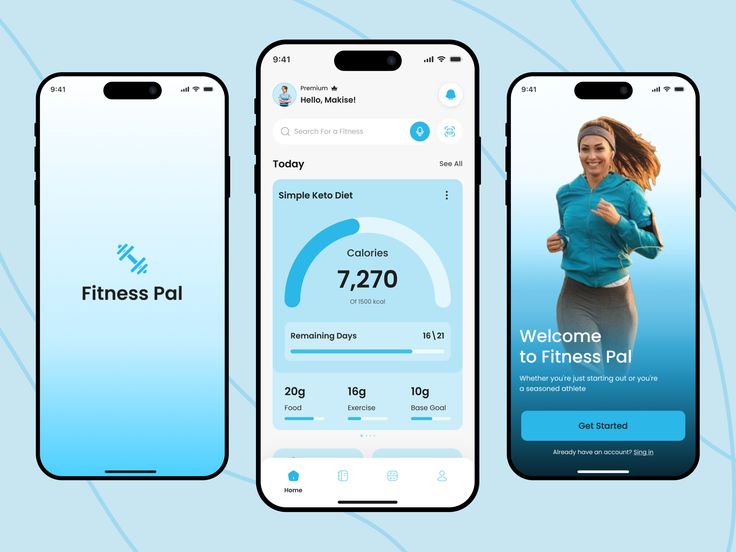 9:41
Fitness Pal
9:41
Premium
Hello, Makise!
Search For a Fitness
Today
See All
Simple Keto Diet
Calories
7,270
Of 1500 kcal
Remaining Days
16\21
20g
16g
10g
Food
Exercise
Base Goal
Home
9:41
Welcome
to Fitness Pal
Whether you're just starting out or you're
a seasoned athlete
Get Started
Already have an account? Sing in